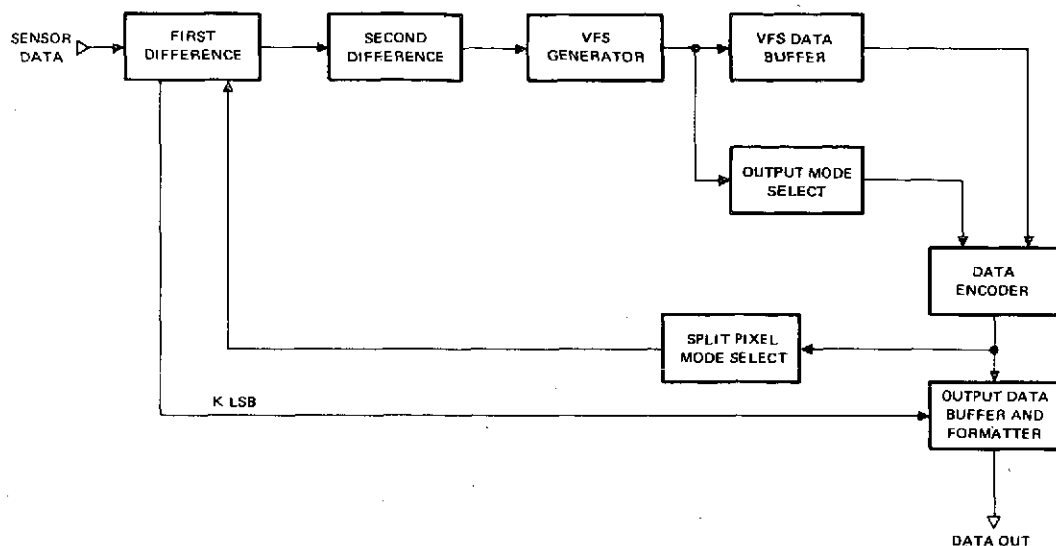 SENSOR
DATA
FIRST
DIFFERENCE
SECOND
DIFFERENCE
VFS
GENERATOR
VFS DATA
BUFFER
OUTPUT MODE
SELECT
DATA
ENCODER
SPLIT PIXEL
MODE SELECT
K LSB
OUTPUT DATA
BUFFER AND
FORMATTER
DATA OUT